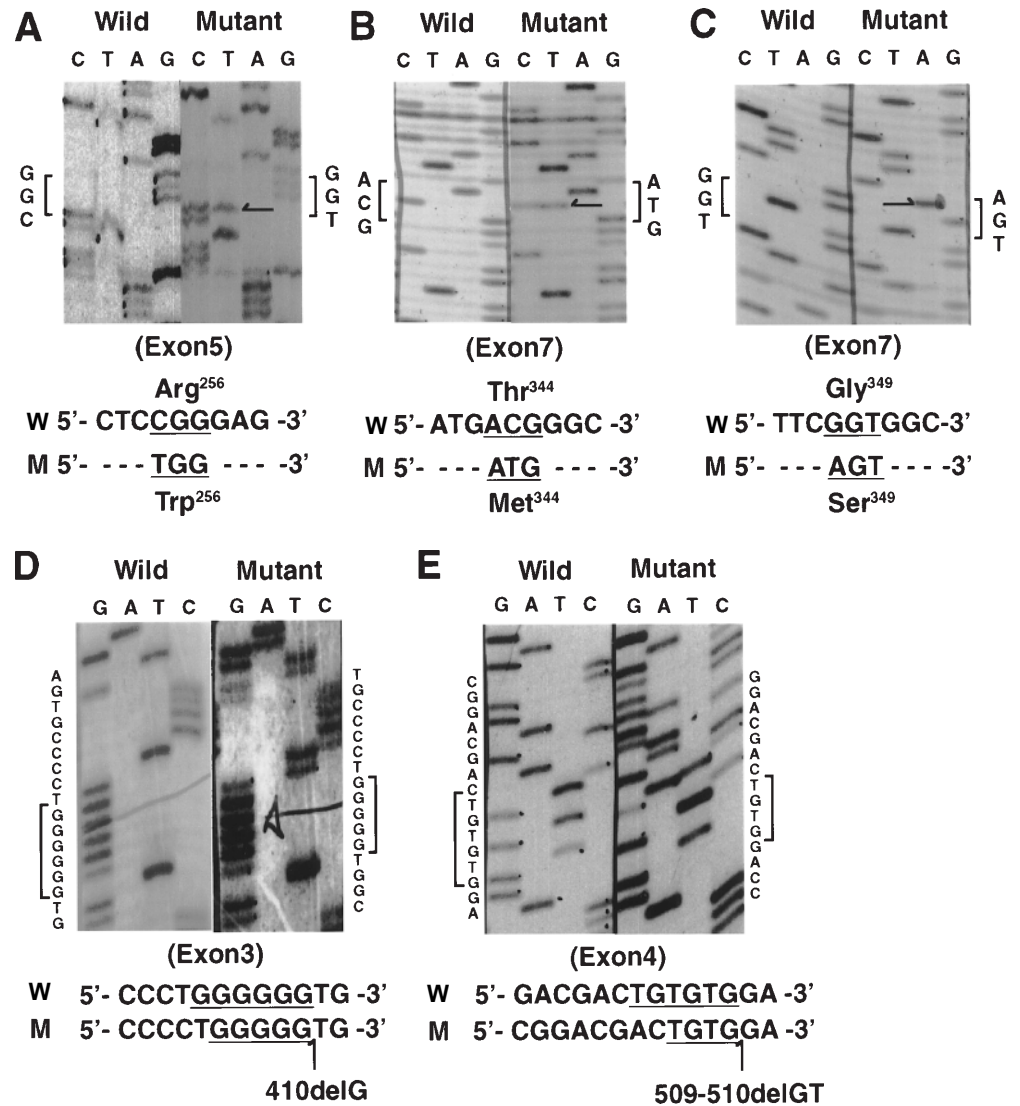 A Wild Mutant
C T A G C T A G
G
G
C
G
G
T
(Exon5)
Arg256
W 5'- CTCCGGGAG -3'
M 5'- - - - TGG - - - -3'
Trp256
B Wild Mutant
C T A G C T A G
A
C
G
A
T
G
(Exon7)
Thr344
W 5'- ATGACGGGC -3'
M 5'- - - - ATG - - - -3'
Met344
C Wild Mutant
C T A G C T A G
G
G
T
A
G
T
(Exon7)
Gly349
W 5'- TTCGGTGGC-3'
M 5'- - - - AGT - - - -3'
Ser349
D Wild Mutant
G A T C G A T C
A
G
T
G
C
C
C
C
T
G
G
G
G
G
G
T
G
T
G
C
C
C
C
T
G
G
G
G
G
T
G
G
C
(Exon3)
W 5'- CCCTGGGGGGTG -3'
M 5'- CCCCTGGGGGTG -3'
410delG
E Wild Mutant
G A T C G A T C
C
G
G
A
C
G
A
C
T
G
T
G
T
G
G
A
G
G
A
C
G
A
C
T
G
T
G
G
A
C
C
(Exon4)
W 5'- GACGACTGTGTGGA -3'
M 5'- CGGACGACTGTGGA -3'
509-510delGT